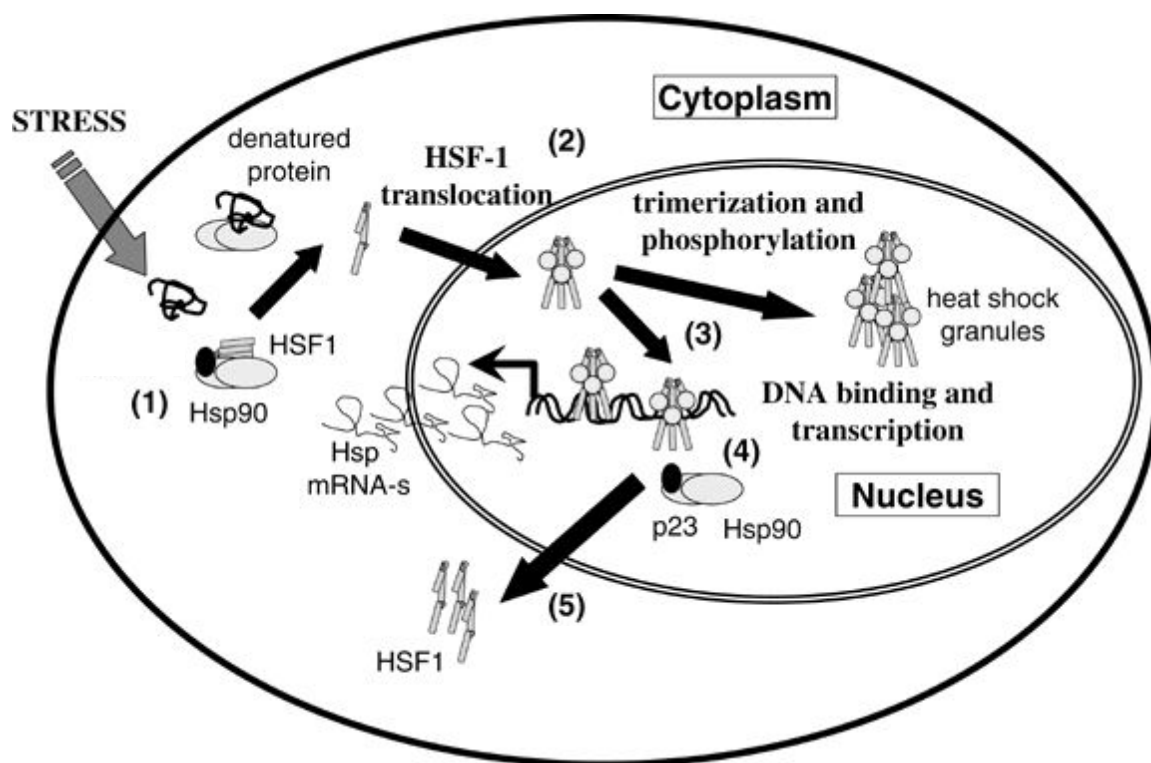 Cytoplasm
STRESS
denatured
protein
(2)
HSF-1
translocation
trimerization and
phosphorylation
heat shock
granules
HSF1
(3)
(1)
Hsp90
DNA binding and
transcription
Hsp
mRNA-s
(4)
Nucleus
p23
Hsp90
(5)
HSF1